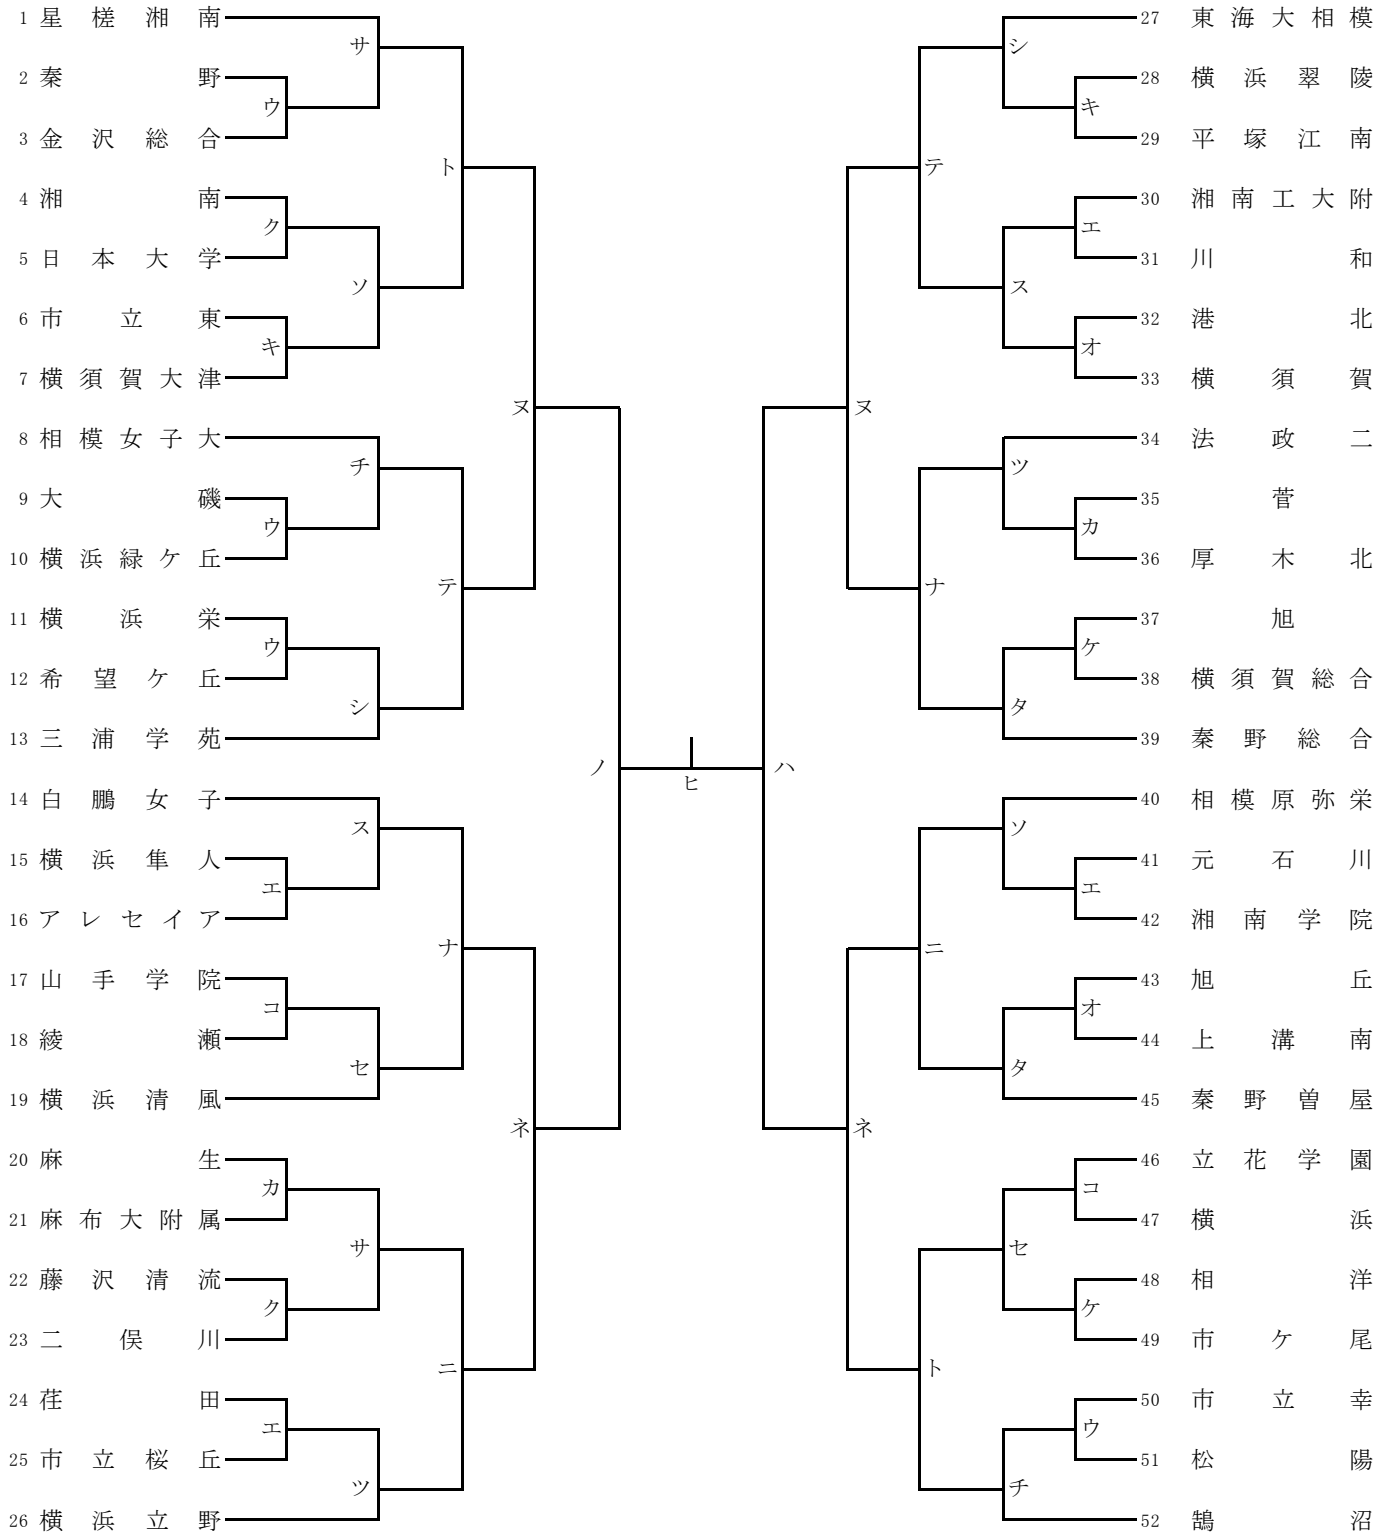 1 星槎湘南
サ
2 秦野
ウ
3 金沢総合
ト
4 湘南
ク
5 日本大学
ソ
6 市立東
キ
7 横須賀大津
ヌ
8 相模女子大
チ
9 大磯
ウ
10 横浜緑ケ丘
テ
11 横浜栄
ウ
12 希望ケ丘
シ
13 三浦学苑
ノ
14 白鵬女子
ス
15 横浜隼人
エ
16 アレセイア
ナ
17 山手学院
コ
18 綾瀬
セ
19 横浜清風
ネ
20 麻生
カ
21 麻布大附属
サ
22 藤沢清流
ク
23 二俣川
ニ
24 荏田
エ
25 市立桜丘
ツ
26 横浜立野
ヒ
27 東海大相模
シ
28 横浜翠陵
キ
29 平塚江南
テ
30 湘南工大附
エ
31 川和
ス
32 港北
オ
33 横須賀
ヌ
34 法政二
ツ
35 菅
カ
36 厚木北
ナ
37 旭
ケ
38 横須賀総合
タ
39 秦野総合
ハ
40 相模原弥栄
ソ
41 元石川
エ
42 湘南学院
ニ
43 旭丘
オ
44 上溝南
タ
45 秦野曽屋
ネ
46 立花学園
コ
47 横浜
セ
48 相洋
ケ
49 市ケ尾
ト
50 市立幸
ウ
51 松陽
チ
52 鵠沼